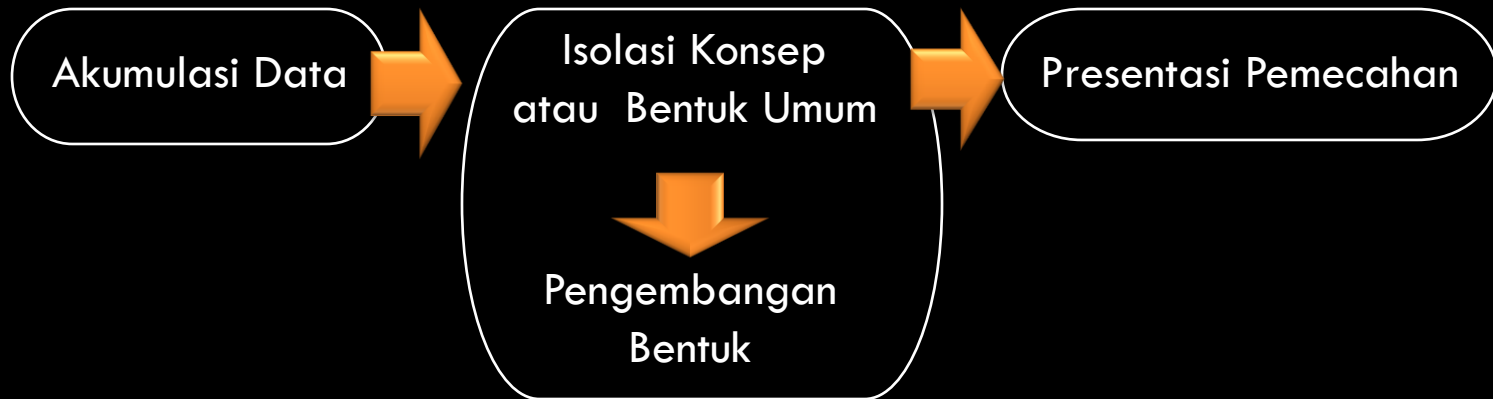 Akumulasi Data
Isolasi Konsep
atau Bentuk Umum
Pengembangan
Bentuk
Presentasi Pemecahan